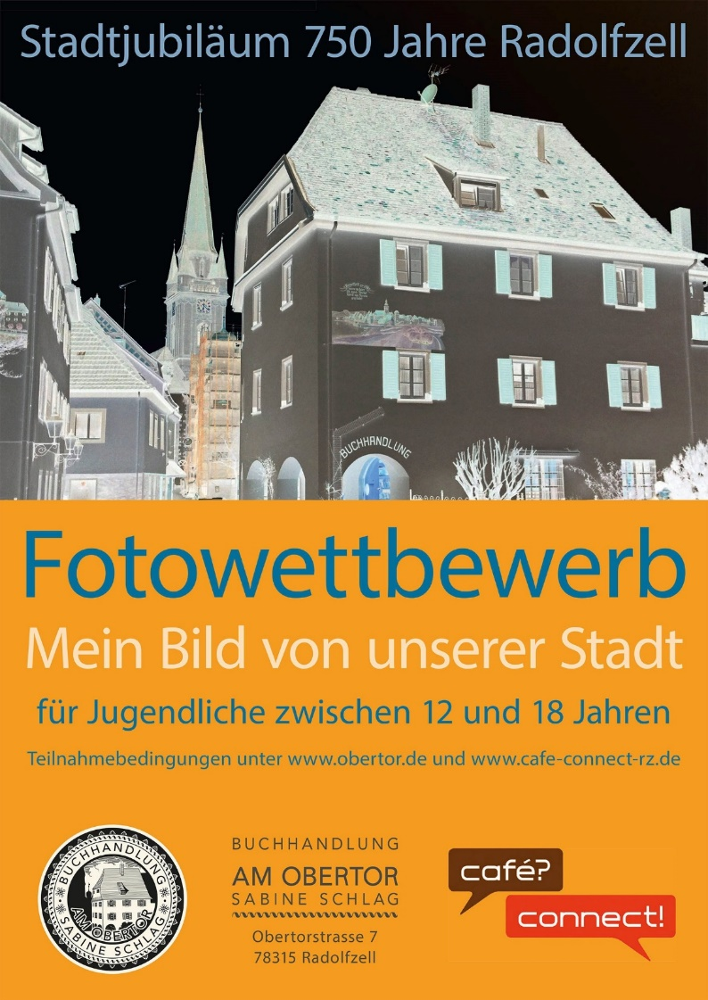 Stadtjubiläum 750 Jahre Radolfzell
BUCHHANDLUNG
Fotowettbewerb
Mein Bild von unserer Stadt
für Jugendliche zwischen 12 und 18 Jahren
Teilnahmebedingungen unter www.obertor.de und www.cafe-connect-rz.de
BUCHHANDLUNG
AM OBERTOR
SABINE SCHLAG
BUCHHANDLUNG
AM OBERTOR
SABINE SCHLAG
Obertorstrasse 7
78315 Radolfzell
café?
connect!